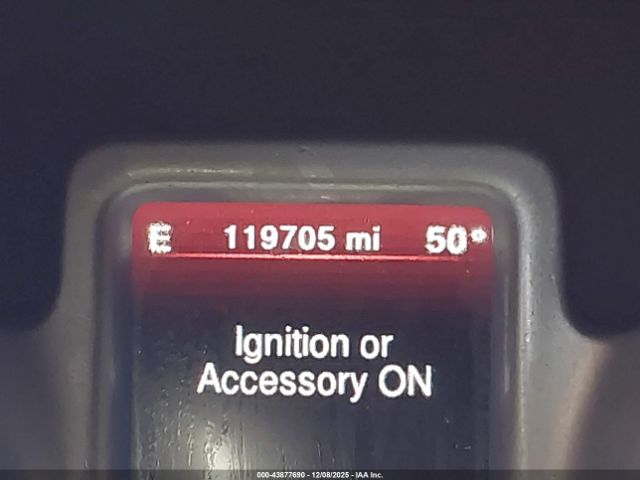 E 119705 mi 50°
Ignition or
Accessory ON
000-43877690 - 12/08/2025 - IAA Inc.